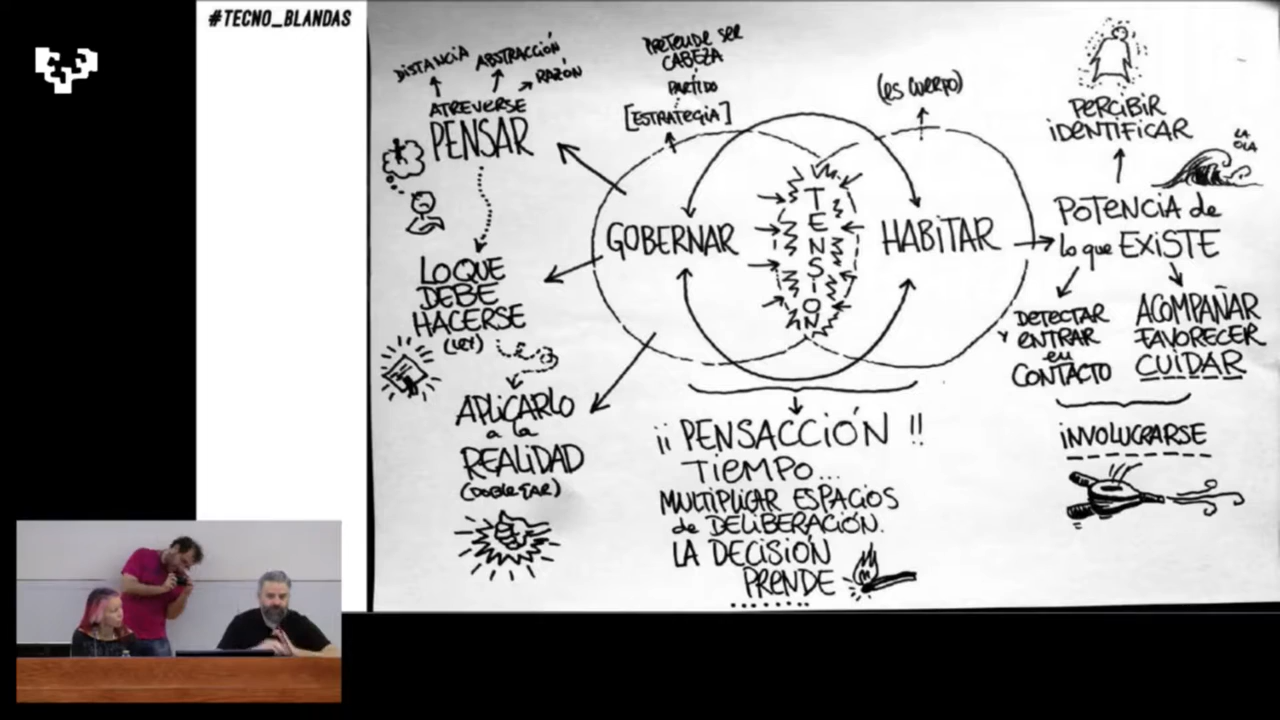 #TECNO_BLANDAS
DISTANCIA
ABSTRACCIÓN
RAZÓN
ATREVERSE
PENSAR
LO QUE
DEBE
HACERSE
(LEY)
APLICARLO
a la
REALIDAD
(DOBLEGAR)
PRETENDE SER
CABEZA
PARTIDO
[ESTRATEGIA]
GOBERNAR
TENSION
(ES CUERPO)
HABITAR
¡¡ PENSACCIÓN !!
TIEMPO...
MULTIPLICAR ESPACIOS
de DELIBERACIÓN.
LA DECISIÓN
PRENDE
PERCIBIR
IDENTIFICAR
LA
OLA
POTENCIA de
lo que EXISTE
DETECTAR
Y ENTRAR
en
CONTACTO
ACOMPAÑAR
FAVORECER
CUIDAR
INVOLUCRARSE